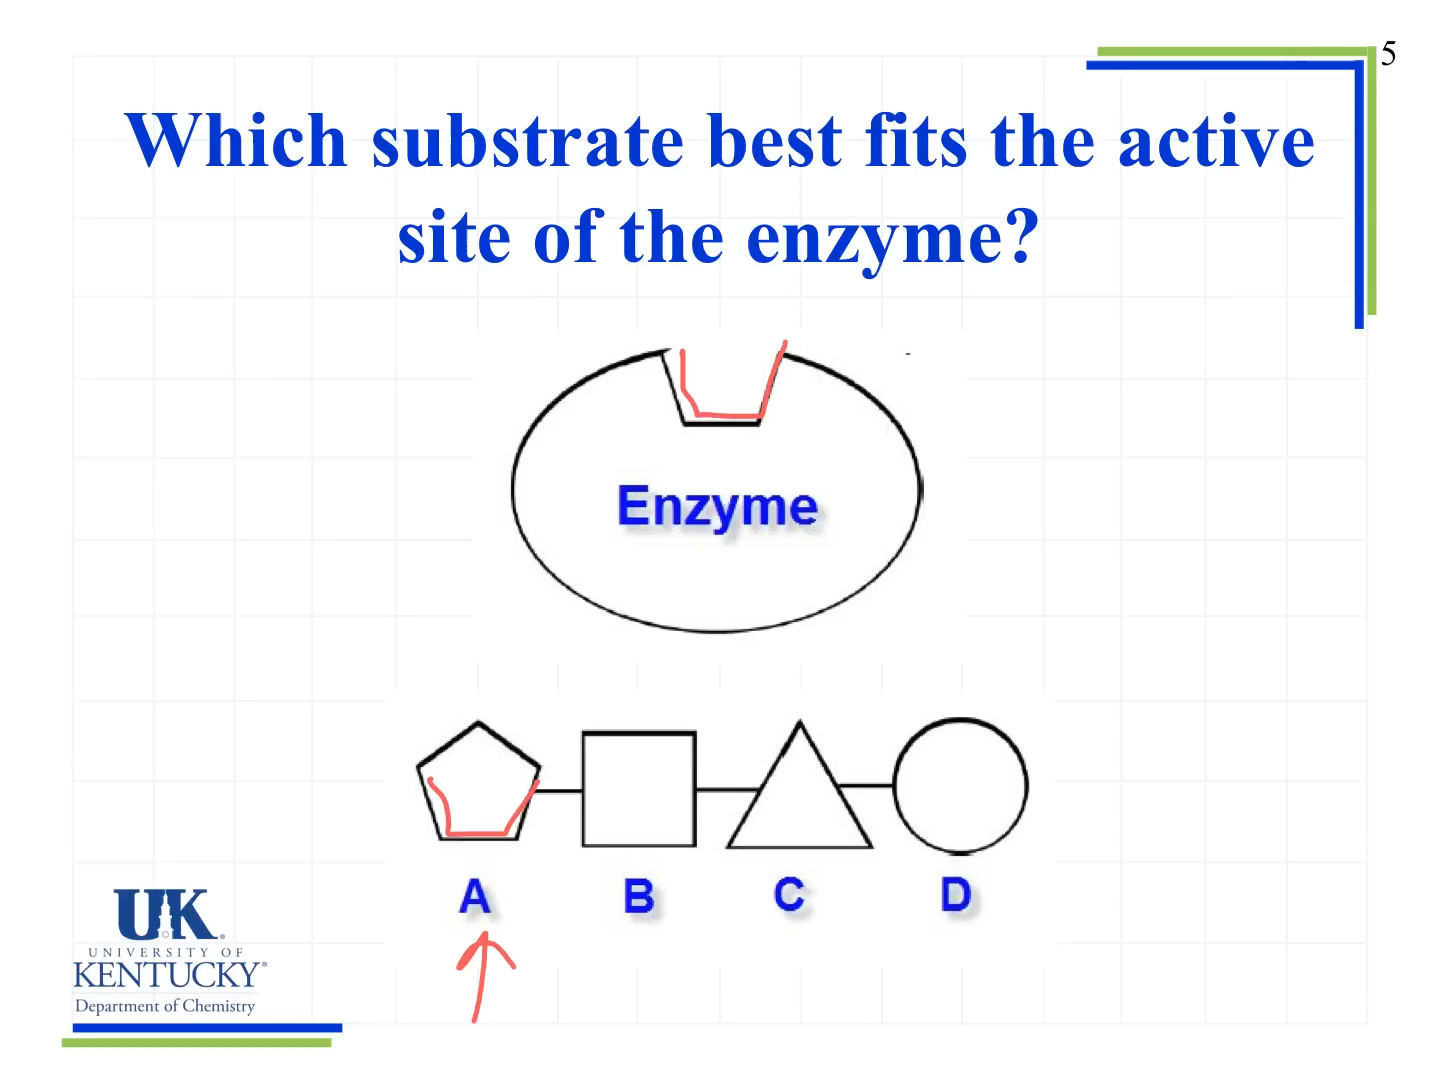 5
Which substrate best fits the active
site of the enzyme?
Enzyme
A B C D
UK
UNIVERSITY OF
KENTUCKY®
Department of Chemistry